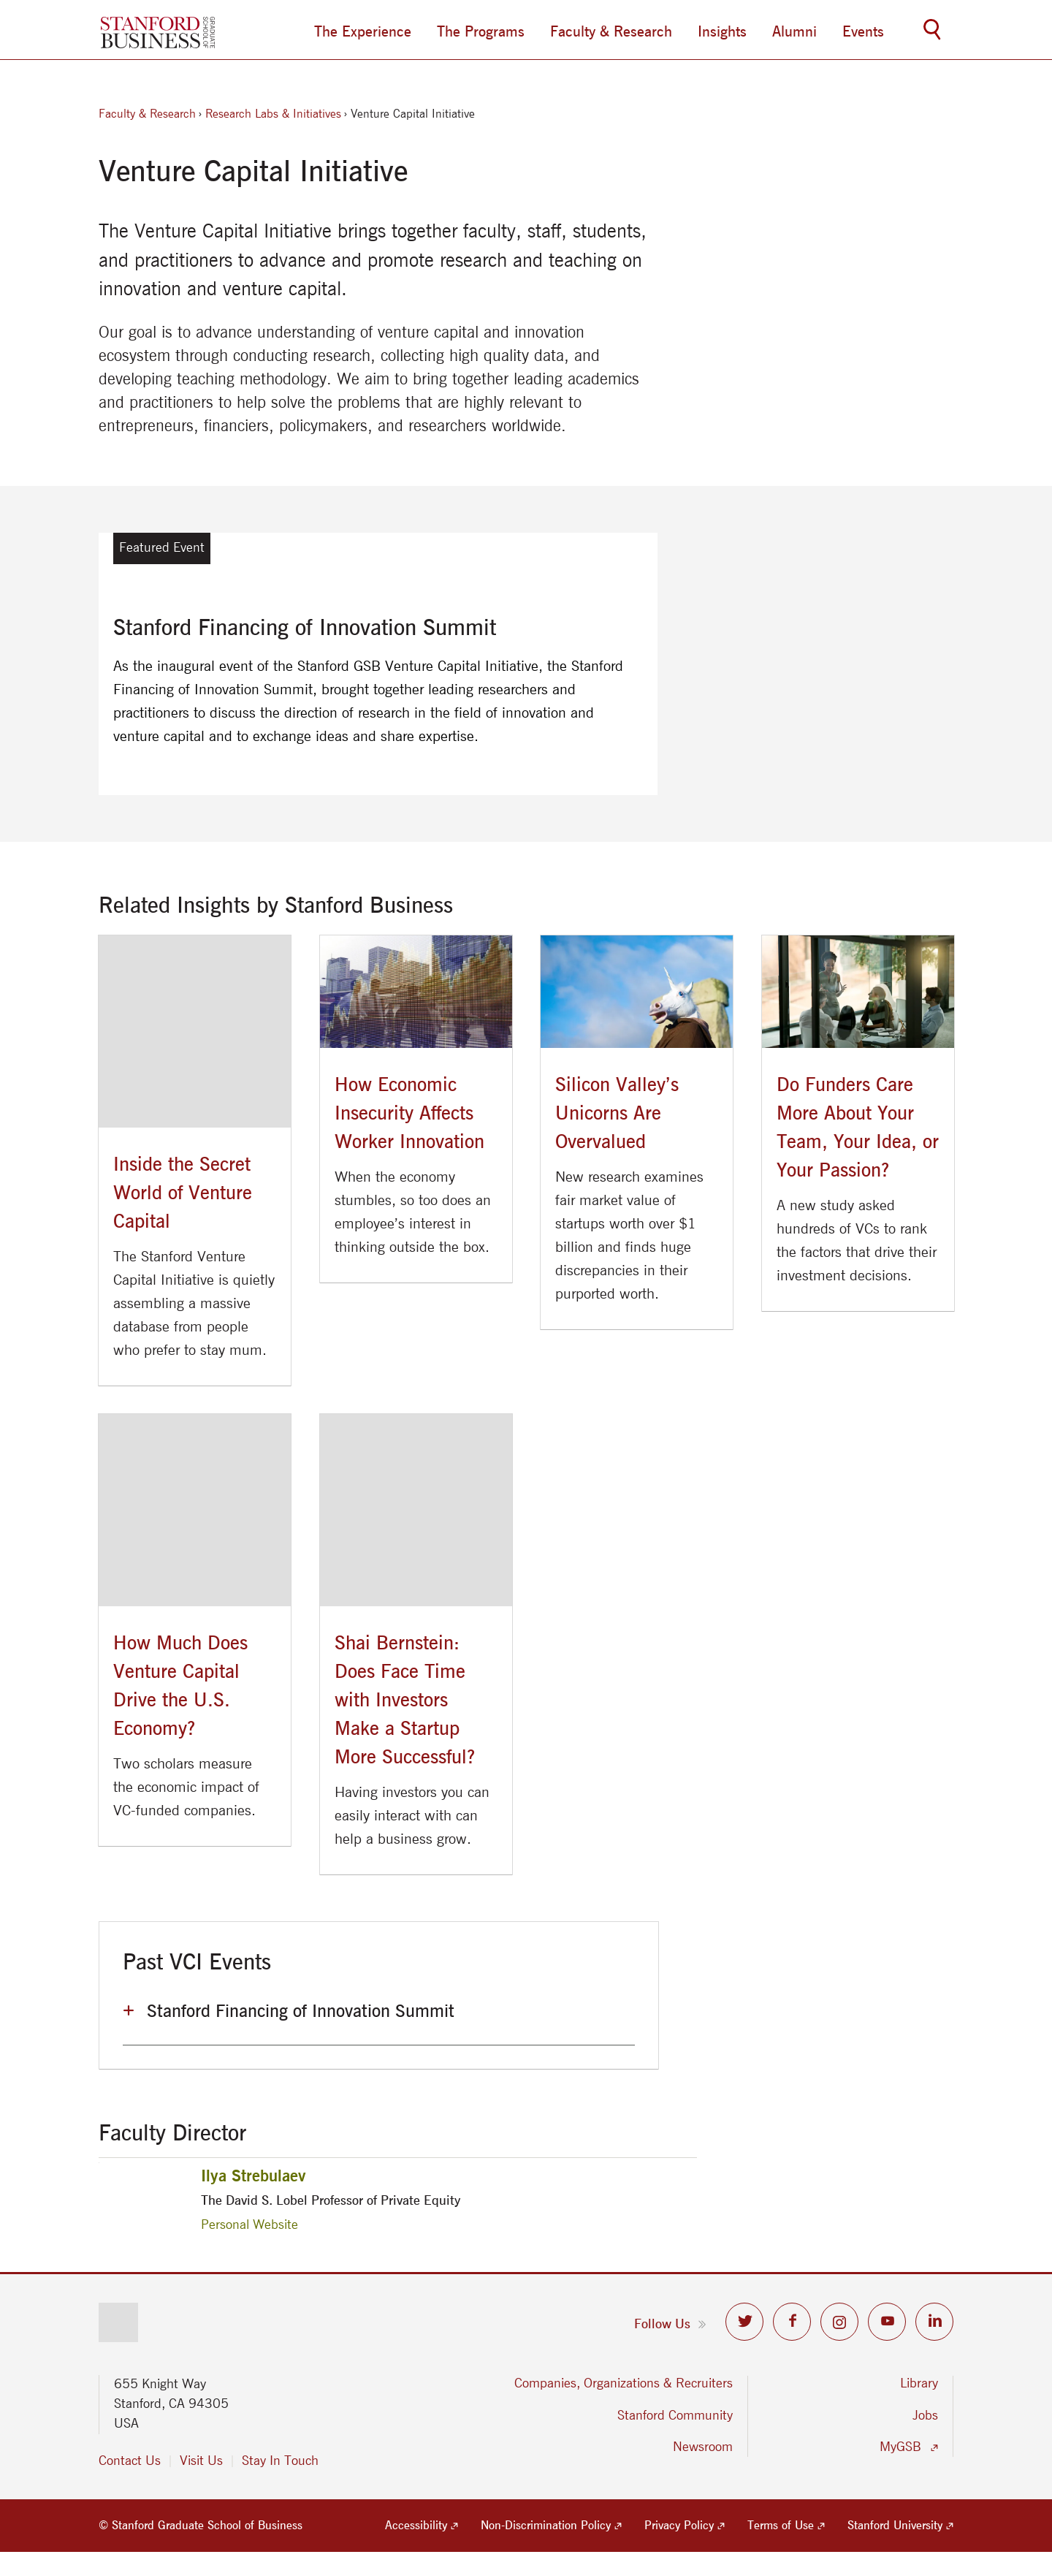 STANFORD
BUSINESS
GRADUATE
SCHOOL OF
The Experience
The Programs
Faculty & Research
Insights
Alumni
Events
Faculty & Research › Research Labs & Initiatives › Venture Capital Initiative
Venture Capital Initiative
The Venture Capital Initiative brings together faculty, staff, students,
and practitioners to advance and promote research and teaching on
innovation and venture capital.
Our goal is to advance understanding of venture capital and innovation
ecosystem through conducting research, collecting high quality data, and
developing teaching methodology. We aim to bring together leading academics
and practitioners to help solve the problems that are highly relevant to
entrepreneurs, financiers, policymakers, and researchers worldwide.
Featured Event
Stanford Financing of Innovation Summit
As the inaugural event of the Stanford GSB Venture Capital Initiative, the Stanford
Financing of Innovation Summit, brought together leading researchers and
practitioners to discuss the direction of research in the field of innovation and
venture capital and to exchange ideas and share expertise.
Related Insights by Stanford Business
Inside the Secret
World of Venture
Capital
The Stanford Venture
Capital Initiative is quietly
assembling a massive
database from people
who prefer to stay mum.
How Economic
Insecurity Affects
Worker Innovation
When the economy
stumbles, so too does an
employee’s interest in
thinking outside the box.
Silicon Valley’s
Unicorns Are
Overvalued
New research examines
fair market value of
startups worth over $1
billion and finds huge
discrepancies in their
purported worth.
Do Funders Care
More About Your
Team, Your Idea, or
Your Passion?
A new study asked
hundreds of VCs to rank
the factors that drive their
investment decisions.
How Much Does
Venture Capital
Drive the U.S.
Economy?
Two scholars measure
the economic impact of
VC-funded companies.
Shai Bernstein:
Does Face Time
with Investors
Make a Startup
More Successful?
Having investors you can
easily interact with can
help a business grow.
Past VCI Events
+ Stanford Financing of Innovation Summit
Faculty Director
Ilya Strebulaev
The David S. Lobel Professor of Private Equity
Personal Website
Follow Us »
655 Knight Way
Stanford, CA 94305
USA
Contact Us | Visit Us | Stay In Touch
Companies, Organizations & Recruiters
Stanford Community
Newsroom
Library
Jobs
MyGSB
© Stanford Graduate School of Business
Accessibility
Non-Discrimination Policy
Privacy Policy
Terms of Use
Stanford University